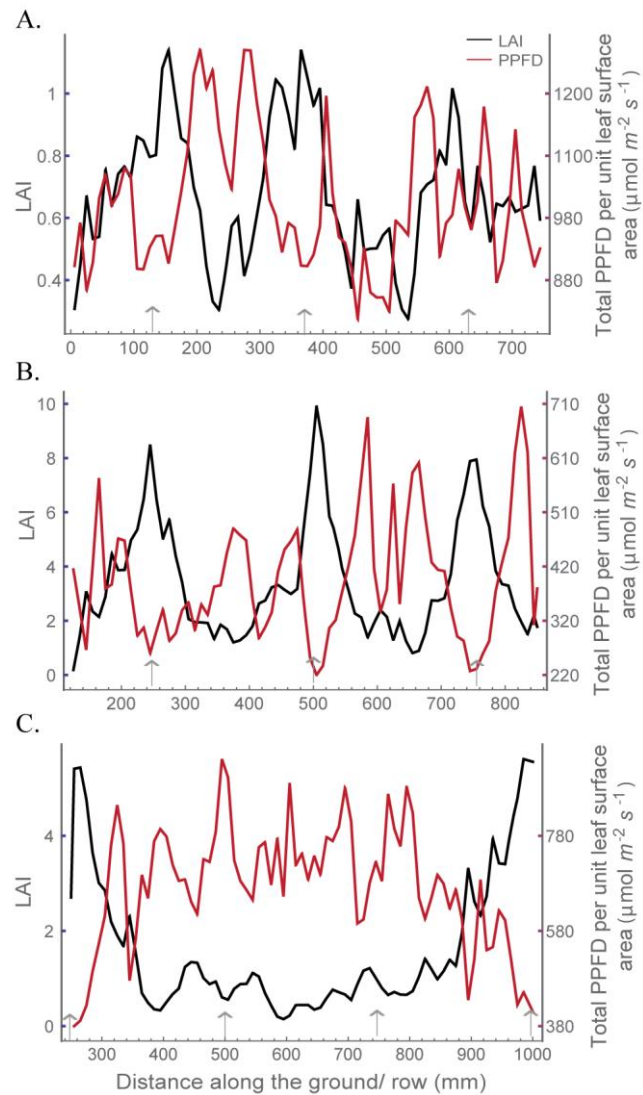 A.
LAI
PPFD
1
0.8
0.6
0.4
LAI
1200
1100
980
880
Total PPFD per unit leaf surface
area (μmol m⁻² s⁻¹)
0 100 200 300 400 500 600 700
B.
10
8
6
4
2
0
LAI
710
610
510
420
320
220
Total PPFD per unit leaf surface
area (μmol m⁻² s⁻¹)
200 300 400 500 600 700 800
C.
4
2
0
LAI
780
580
380
Total PPFD per unit leaf surface
area (μmol m⁻² s⁻¹)
300 400 500 600 700 800 900 1000
Distance along the ground/ row (mm)